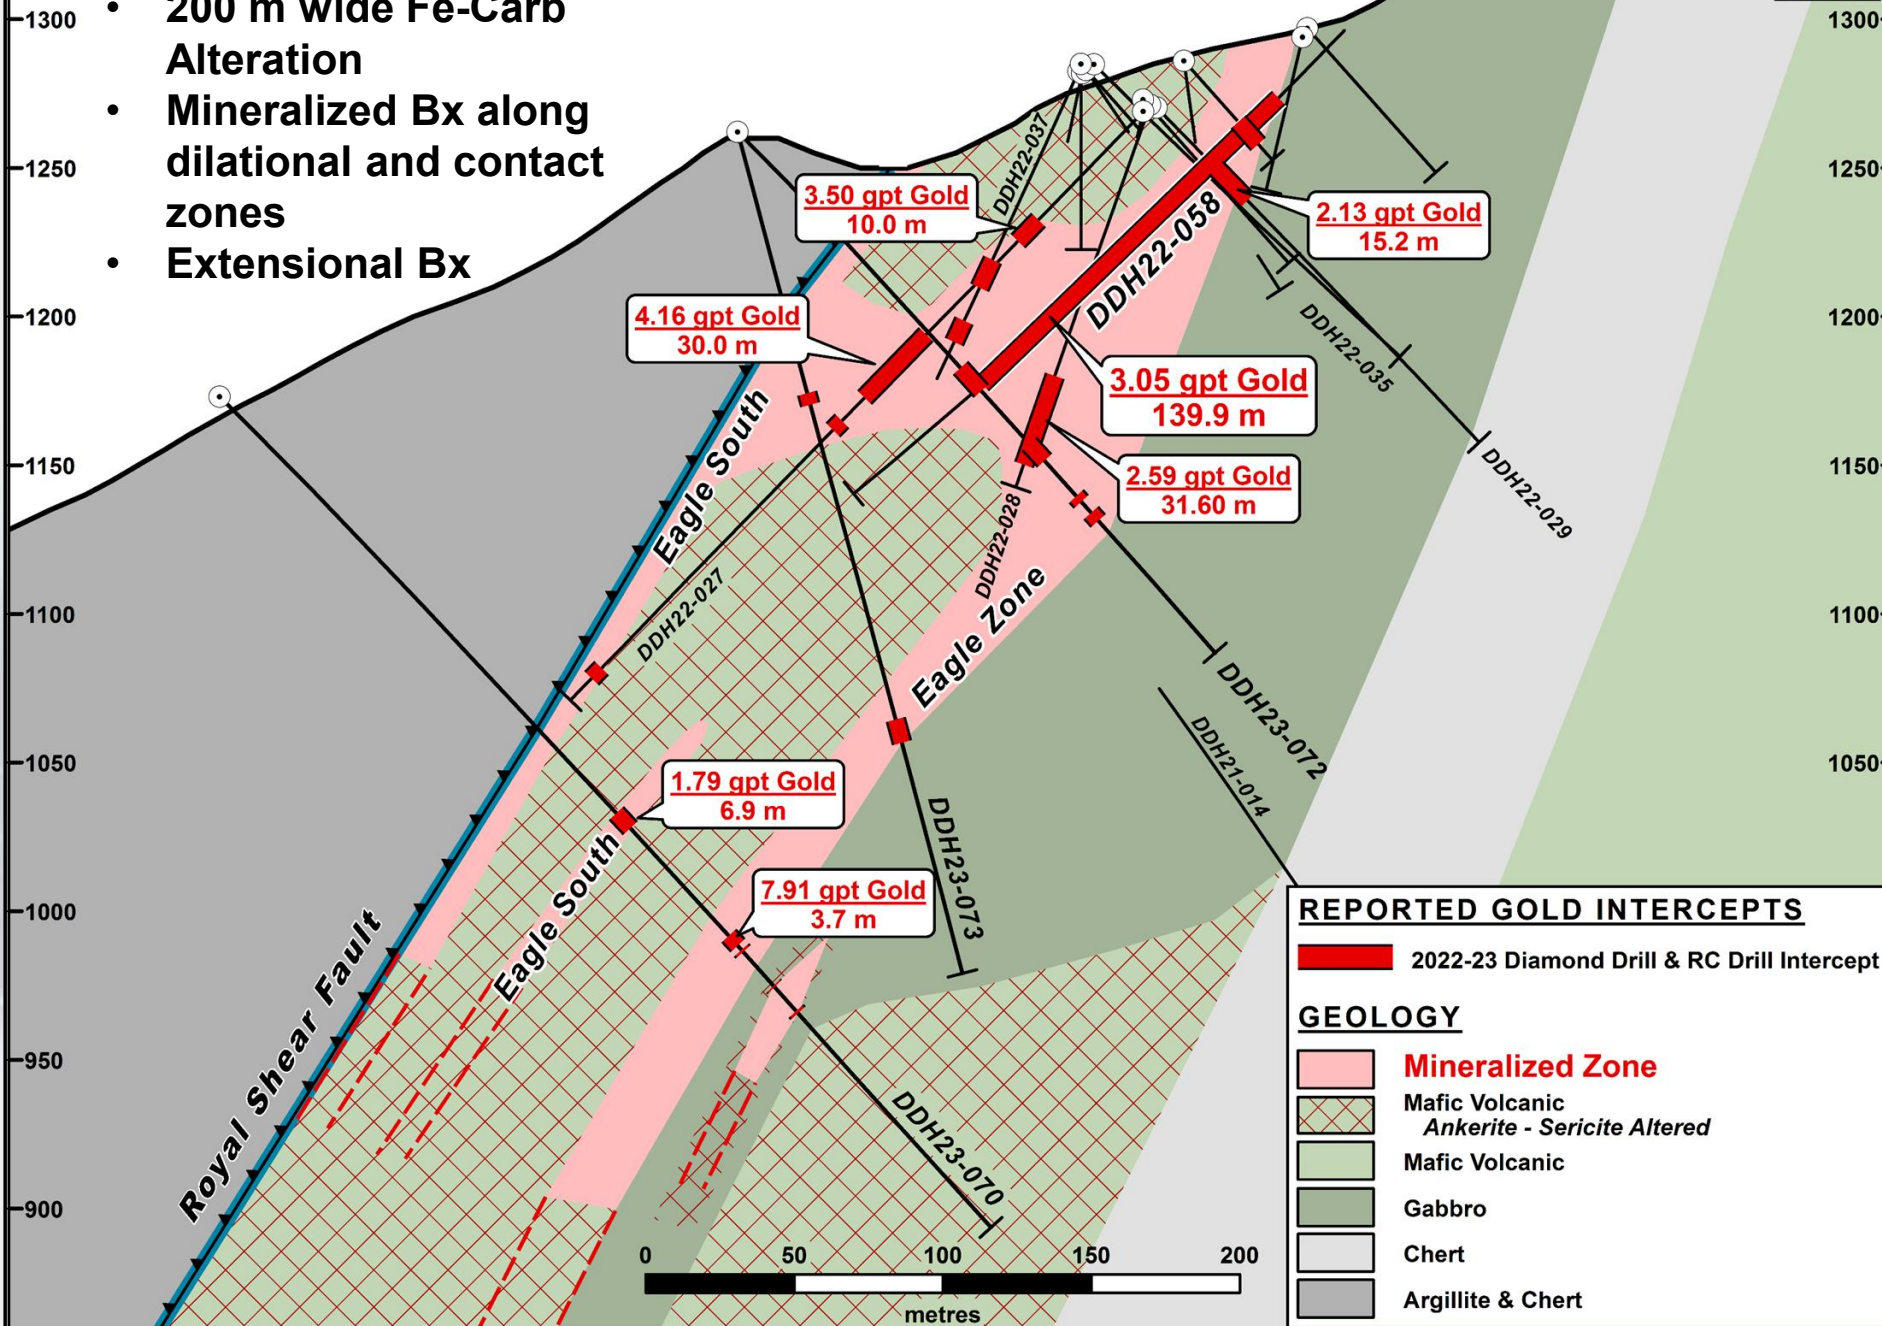 • 200 m wide Fe-Carb
Alteration
• Mineralized Bx along
dilational and contact
zones
• Extensional Bx
1300
1250
1200
1150
1100
1050
1000
950
900
1300
1250
1200
1150
1100
1050
3.50 gpt Gold
10.0 m
4.16 gpt Gold
30.0 m
2.13 gpt Gold
15.2 m
3.05 gpt Gold
139.9 m
2.59 gpt Gold
31.60 m
1.79 gpt Gold
6.9 m
7.91 gpt Gold
3.7 m
DDH22-037
DDH22-058
DDH22-035
DDH22-029
DDH22-028
DDH22-027
DDH23-072
DDH21-014
DDH23-073
DDH23-070
Eagle South
Eagle Zone
Eagle South
Royal Shear Fault
0 50 100 150 200
metres
REPORTED GOLD INTERCEPTS
2022-23 Diamond Drill & RC Drill Intercept
GEOLOGY
Mineralized Zone
Mafic Volcanic
Ankerite - Sericite Altered
Mafic Volcanic
Gabbro
Chert
Argillite & Chert